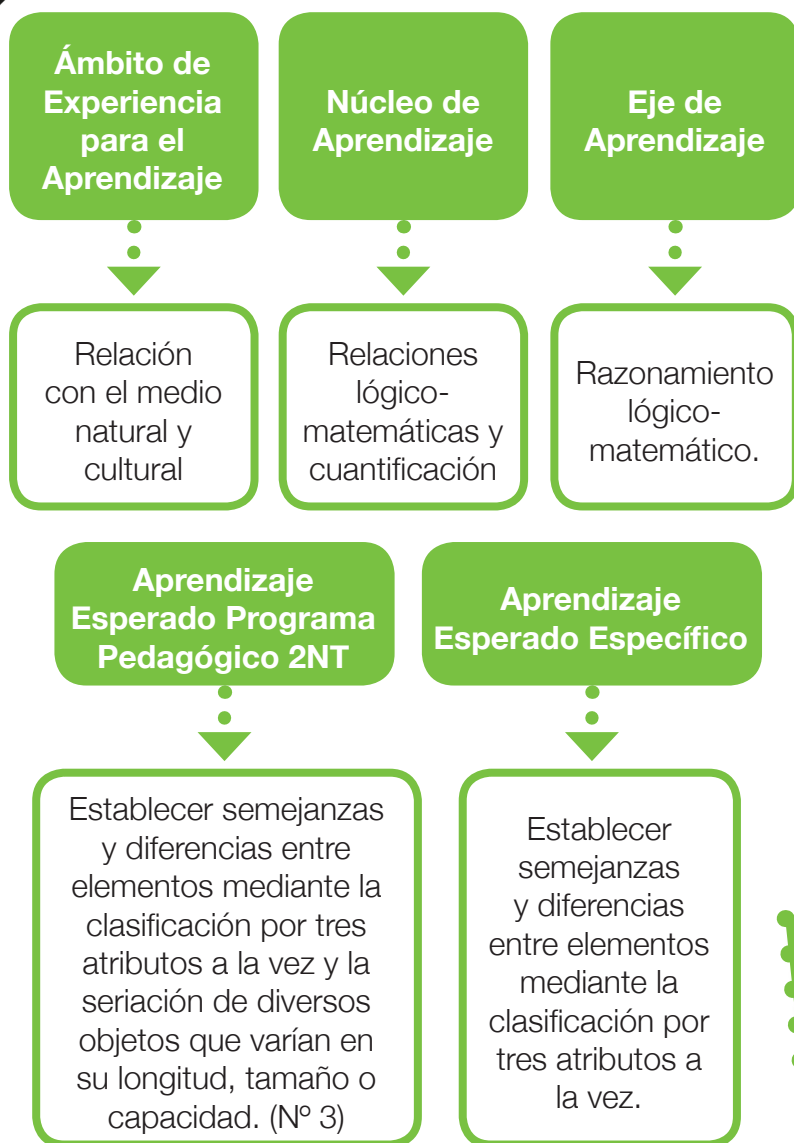 Ámbito de
Experiencia
para el
Aprendizaje
Núcleo de
Aprendizaje
Eje de
Aprendizaje
Relación
con el medio
natural y
cultural
Relaciones
lógico-
matemáticas y
cuantificación
Razonamiento
lógico-
matemático.
Aprendizaje
Esperado Programa
Pedagógico 2NT
Aprendizaje
Esperado Específico
Establecer semejanzas
y diferencias entre
elementos mediante la
clasificación por tres
atributos a la vez y la
seriación de diversos
objetos que varían en
su longitud, tamaño o
capacidad. (Nº 3)
Establecer
semejanzas
y diferencias
entre elementos
mediante la
clasificación por
tres atributos a
la vez.